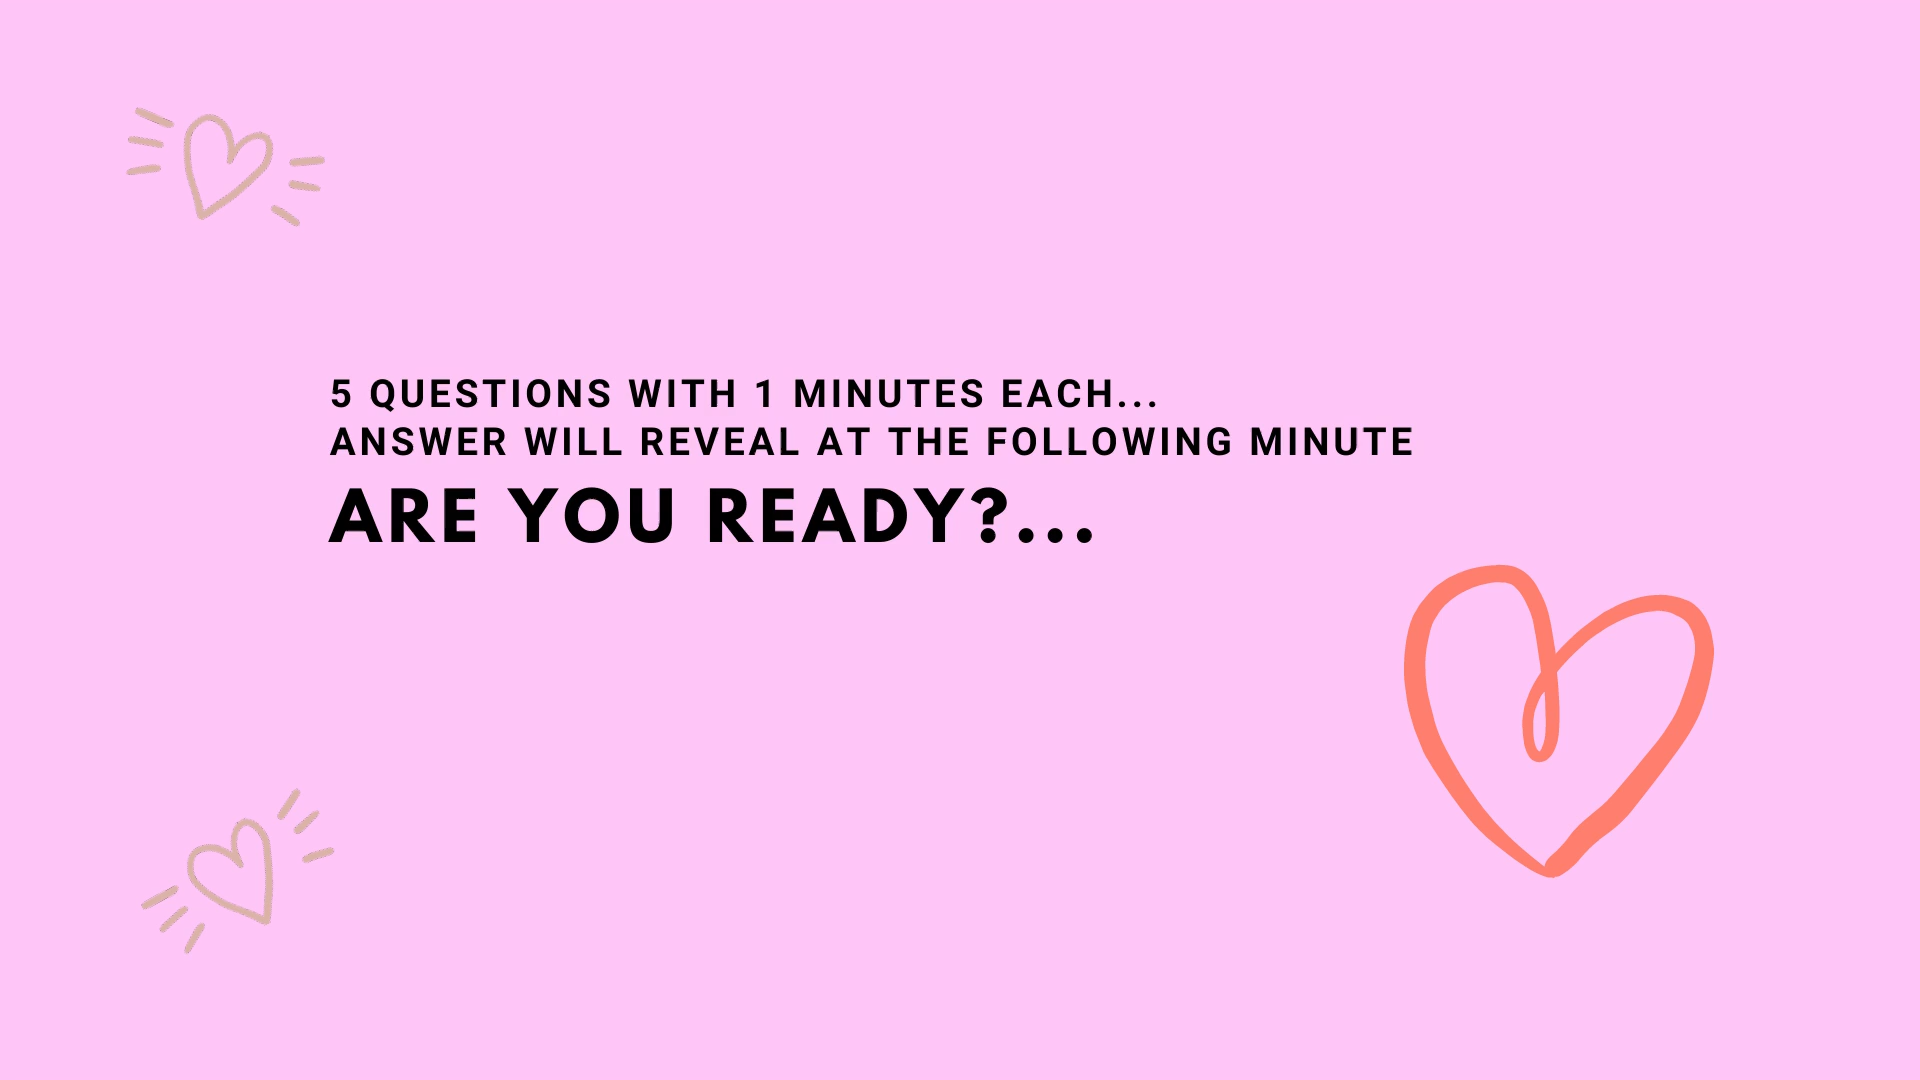 5 QUESTIONS WITH 1 MINUTES EACH...
ANSWER WILL REVEAL AT THE FOLLOWING MINUTE
ARE YOU READY?...